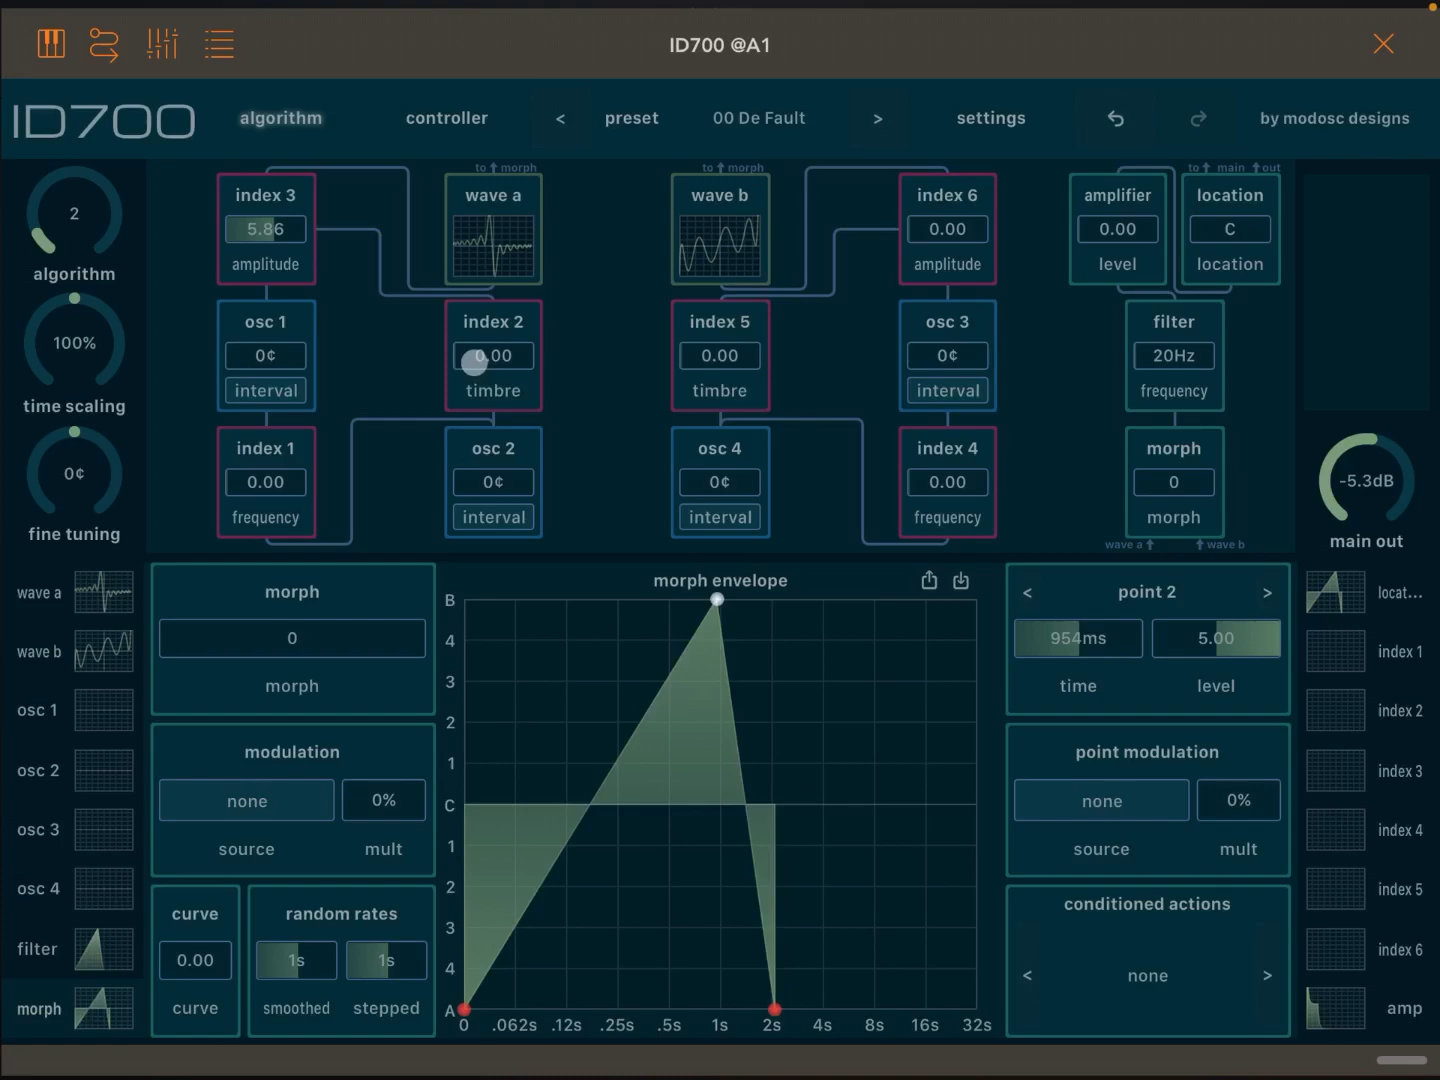 ID700 @A1
ID700 algorithm controller < preset 00 De Fault > settings by modosc designs
to morph to morph to main out
index 3 wave a wave b index 6 amplifier location
2 5.86 0.00 0.00 C
algorithm amplitude amplitude level location
osc 1 index 2 index 5 osc 3 filter
100% 0¢ 0.00 0.00 0¢ 20Hz
time scaling interval timbre timbre interval frequency
index 1 osc 2 osc 4 index 4 morph
0¢ 0.00 0¢ 0¢ 0.00 0 -5.3dB
fine tuning frequency interval interval frequency morph main out
wave a wave b
wave a morph morph envelope < point 2 > locat...
wave b 0 954ms 5.00 index 1
morph time level
osc 1 index 2
osc 2 modulation point modulation index 3
none 0% none 0%
osc 3 source mult source mult index 4
osc 4 index 5
curve random rates conditioned actions
filter 0.00 1s 1s < none > index 6
morph curve smoothed stepped amp
B
4
3
2
1
C
1
2
3
4
A
0 .062s .12s .25s .5s 1s 2s 4s 8s 16s 32s